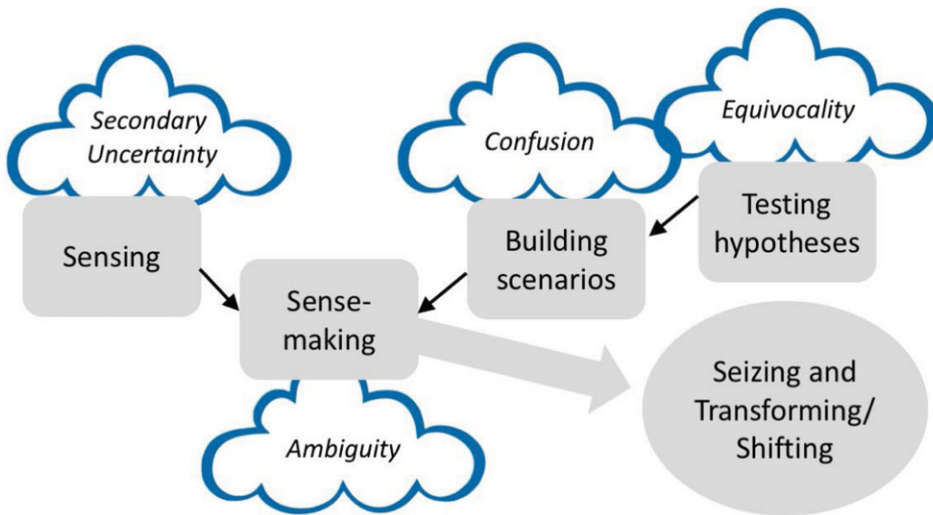 Secondary
Uncertainty
Confusion
Equivocality
Sensing
Sense-
making
Building
scenarios
Testing
hypotheses
Ambiguity
Seizing and
Transforming/
Shifting